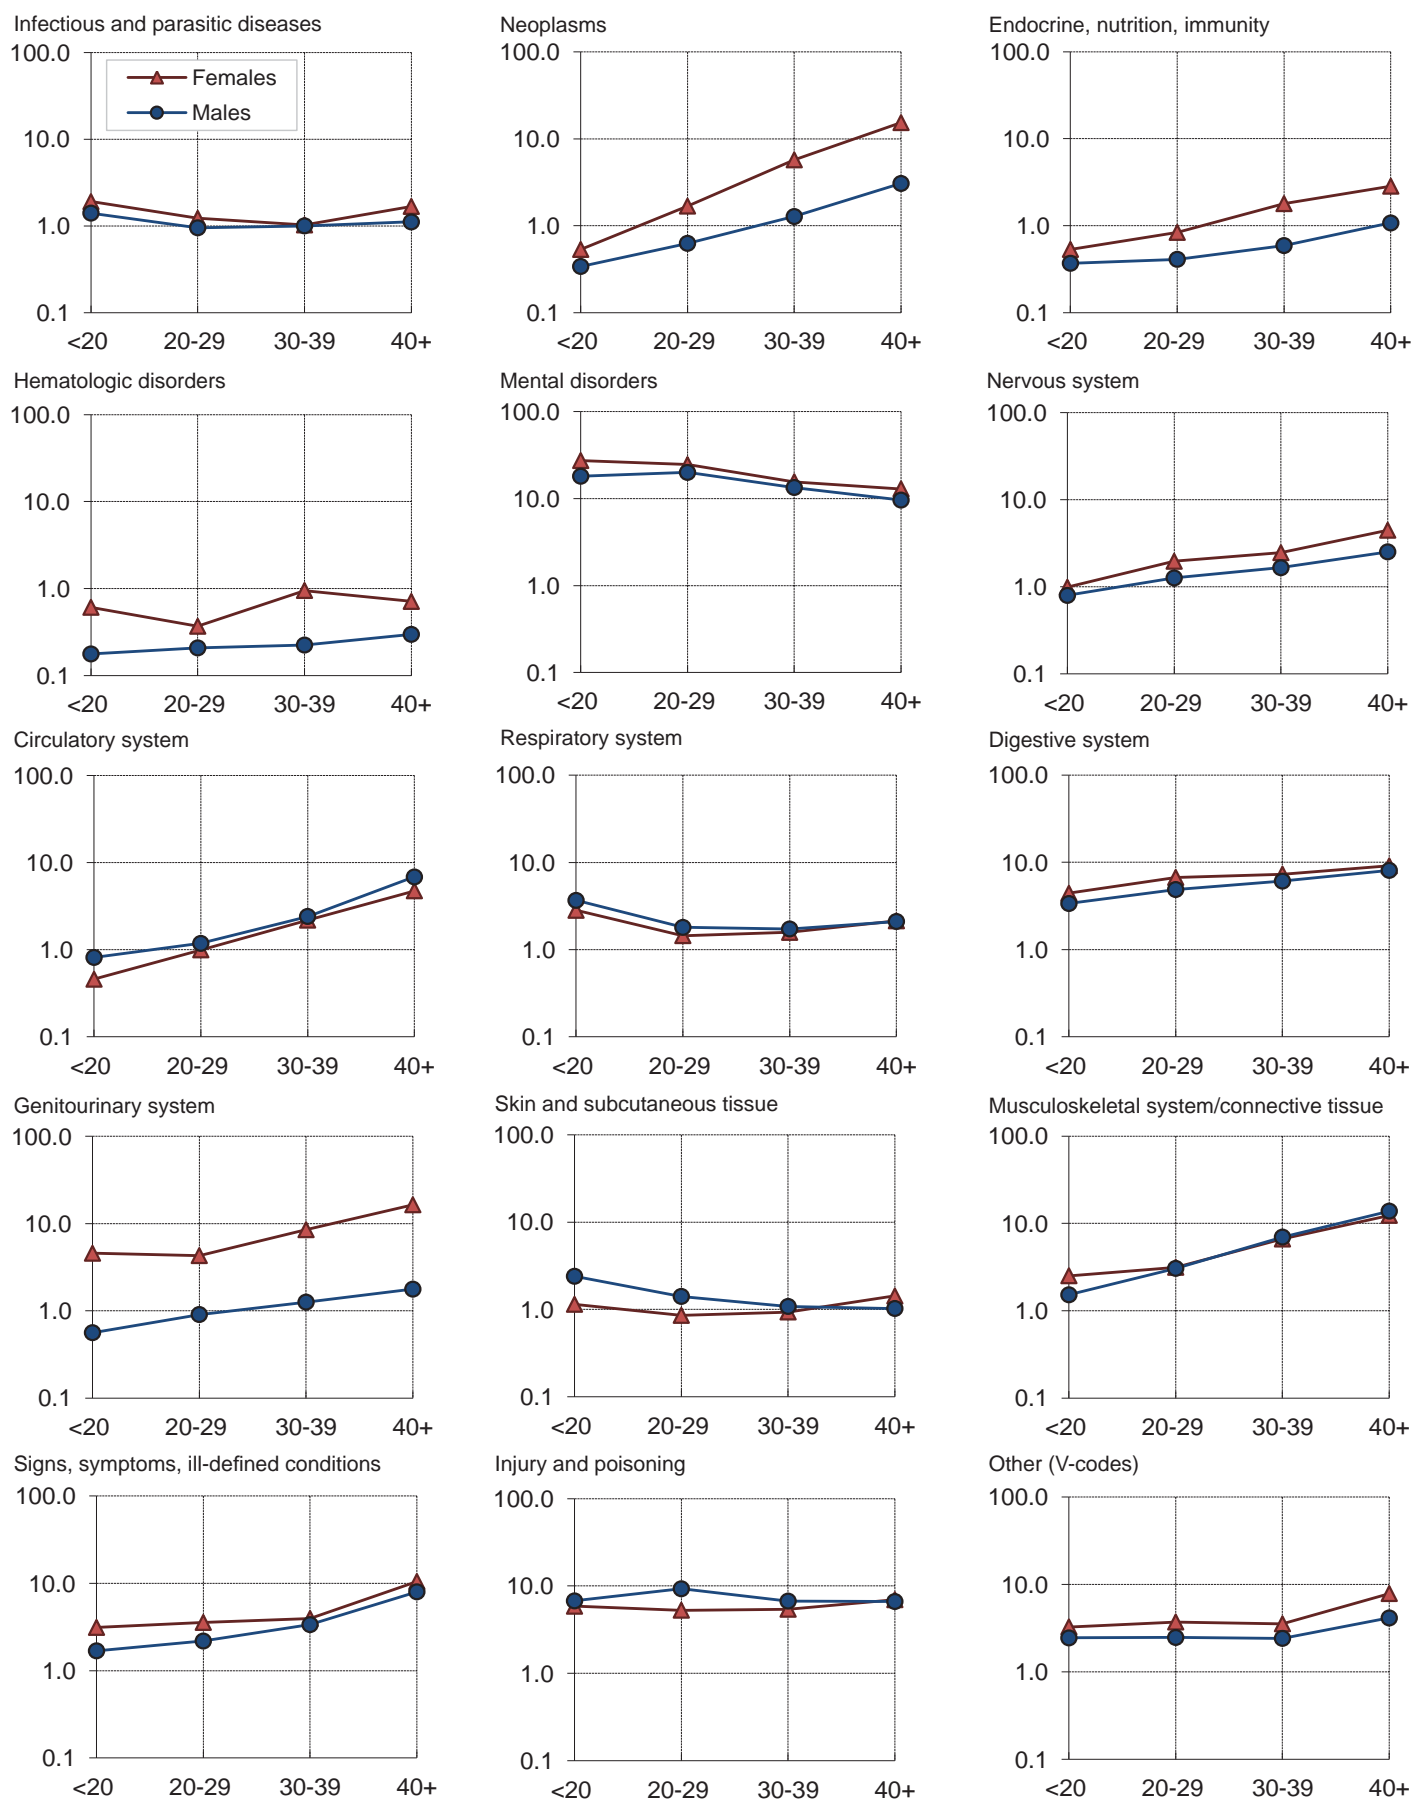 Infectious and parasitic diseases
100.0
10.0
1.0
0.1
Females
Males
<20 20-29 30-39 40+
Neoplasms
100.0
10.0
1.0
0.1
<20 20-29 30-39 40+
Endocrine, nutrition, immunity
100.0
10.0
1.0
0.1
<20 20-29 30-39 40+
Hematologic disorders
100.0
10.0
1.0
0.1
<20 20-29 30-39 40+
Mental disorders
100.0
10.0
1.0
0.1
<20 20-29 30-39 40+
Nervous system
100.0
10.0
1.0
0.1
<20 20-29 30-39 40+
Circulatory system
100.0
10.0
1.0
0.1
<20 20-29 30-39 40+
Respiratory system
100.0
10.0
1.0
0.1
<20 20-29 30-39 40+
Digestive system
100.0
10.0
1.0
0.1
<20 20-29 30-39 40+
Genitourinary system
100.0
10.0
1.0
0.1
<20 20-29 30-39 40+
Skin and subcutaneous tissue
100.0
10.0
1.0
0.1
<20 20-29 30-39 40+
Musculoskeletal system/connective tissue
100.0
10.0
1.0
0.1
<20 20-29 30-39 40+
Signs, symptoms, ill-defined conditions
100.0
10.0
1.0
0.1
<20 20-29 30-39 40+
Injury and poisoning
100.0
10.0
1.0
0.1
<20 20-29 30-39 40+
Other (V-codes)
100.0
10.0
1.0
0.1
<20 20-29 30-39 40+